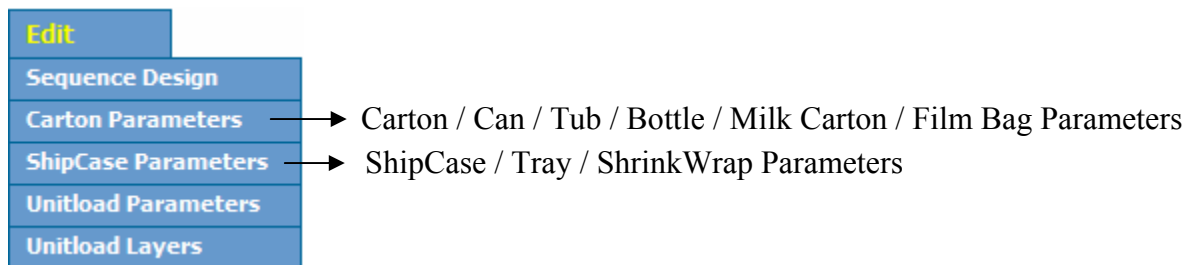 Edit
Sequence Design
Carton Parameters Carton / Can / Tub / Bottle / Milk Carton / Film Bag Parameters
ShipCase Parameters ShipCase / Tray / ShrinkWrap Parameters
Unitload Parameters
Unitload Layers